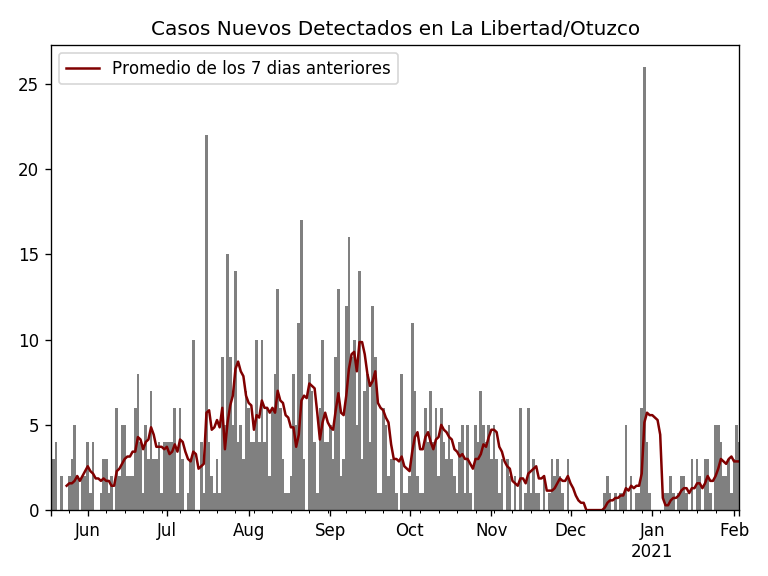 Casos Nuevos Detectados en La Libertad/Otuzco
Promedio de los 7 dias anteriores
25
20
15
10
5
0
Jun Jul Aug Sep Oct Nov Dec Jan Feb
2021